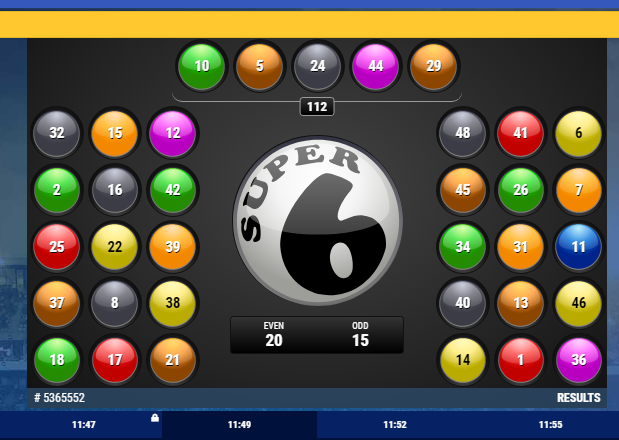 10 5 24 44 29
112
32 15 12 48 41 6
2 16 42 45 26 7
25 22 39 34 31 11
37 8 38 40 13 46
18 17 21 14 1 36
SUPER
6
EVEN ODD
20 15
# 5365552 RESULTS
11:47 11:49 11:52 11:55